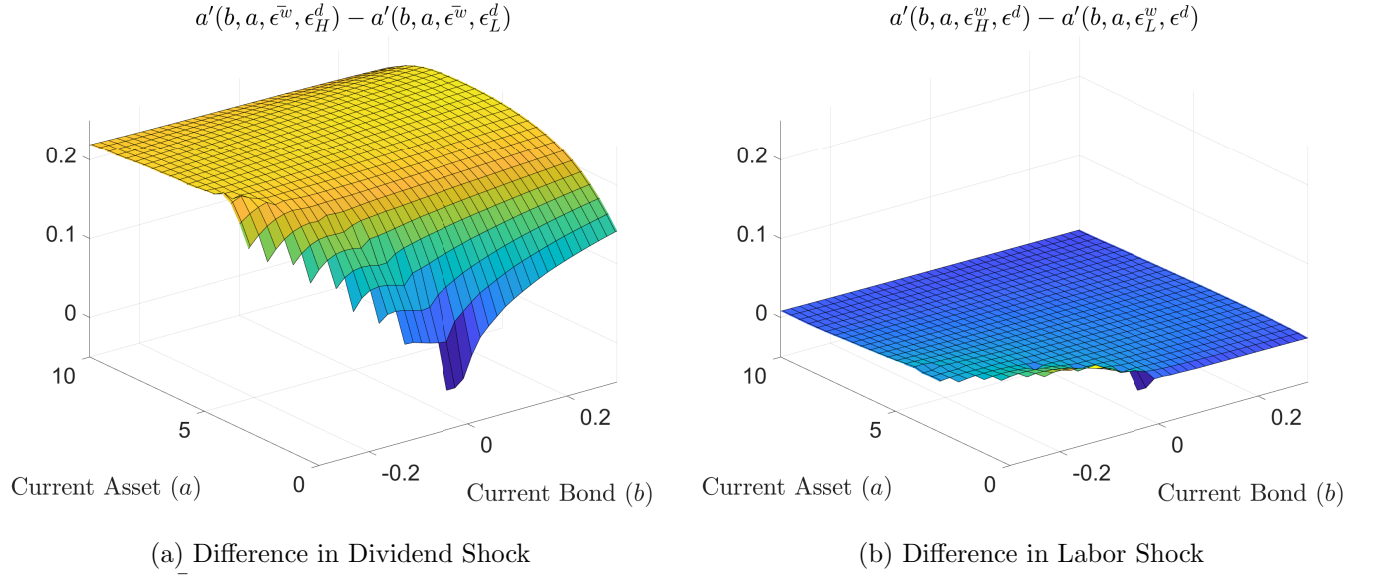 a′(b, a, ϵ^{w̄}, ϵ^d_H) − a′(b, a, ϵ^{w̄}, ϵ^d_L)
a′(b, a, ϵ^w_H, ϵ^d) − a′(b, a, ϵ^w_L, ϵ^d)
0.2
0.1
0
10
5
0
-0.2
0
0.2
Current Asset (a)
Current Bond (b)
0.2
0.1
0
10
5
0
-0.2
0
0.2
Current Asset (a)
Current Bond (b)
(a) Difference in Dividend Shock
(b) Difference in Labor Shock